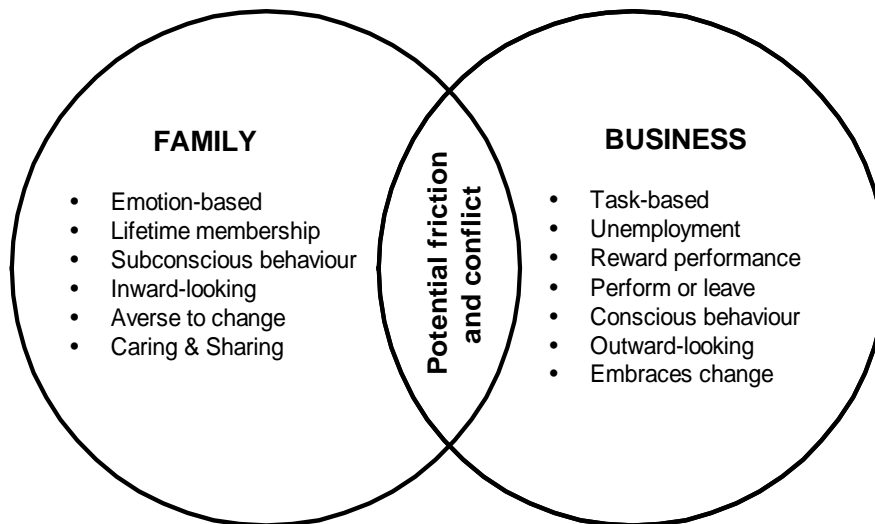 FAMILY
• Emotion-based
• Lifetime membership
• Subconscious behaviour
• Inward-looking
• Averse to change
• Caring & Sharing
Potential friction
and conflict
BUSINESS
• Task-based
• Unemployment
• Reward performance
• Perform or leave
• Conscious behaviour
• Outward-looking
• Embraces change